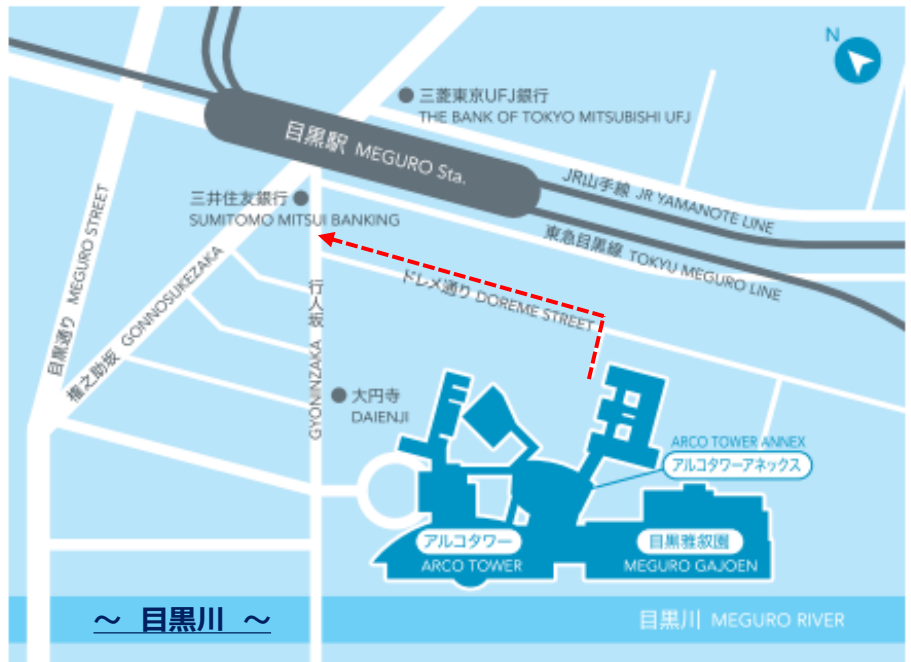 N
三菱東京UFJ銀行
THE BANK OF TOKYO MITSUBISHI UFJ
目黒駅 MEGURO Sta.
JR山手線 JR YAMANOTE LINE
三井住友銀行
SUMITOMO MITSUI BANKING
東急目黒線 TOKYU MEGURO LINE
目黒通り MEGURO STREET
権之助坂 GONNOSUKEZAKA
行人坂 GYONINZAKA
ドレメ通り DOREME STREET
大円寺
DAIENJI
ARCO TOWER ANNEX
アルコタワーアネックス
アルコタワー
ARCO TOWER
目黒雅叙園
MEGURO GAJOEN
~ 目黒川 ~
目黒川 MEGURO RIVER